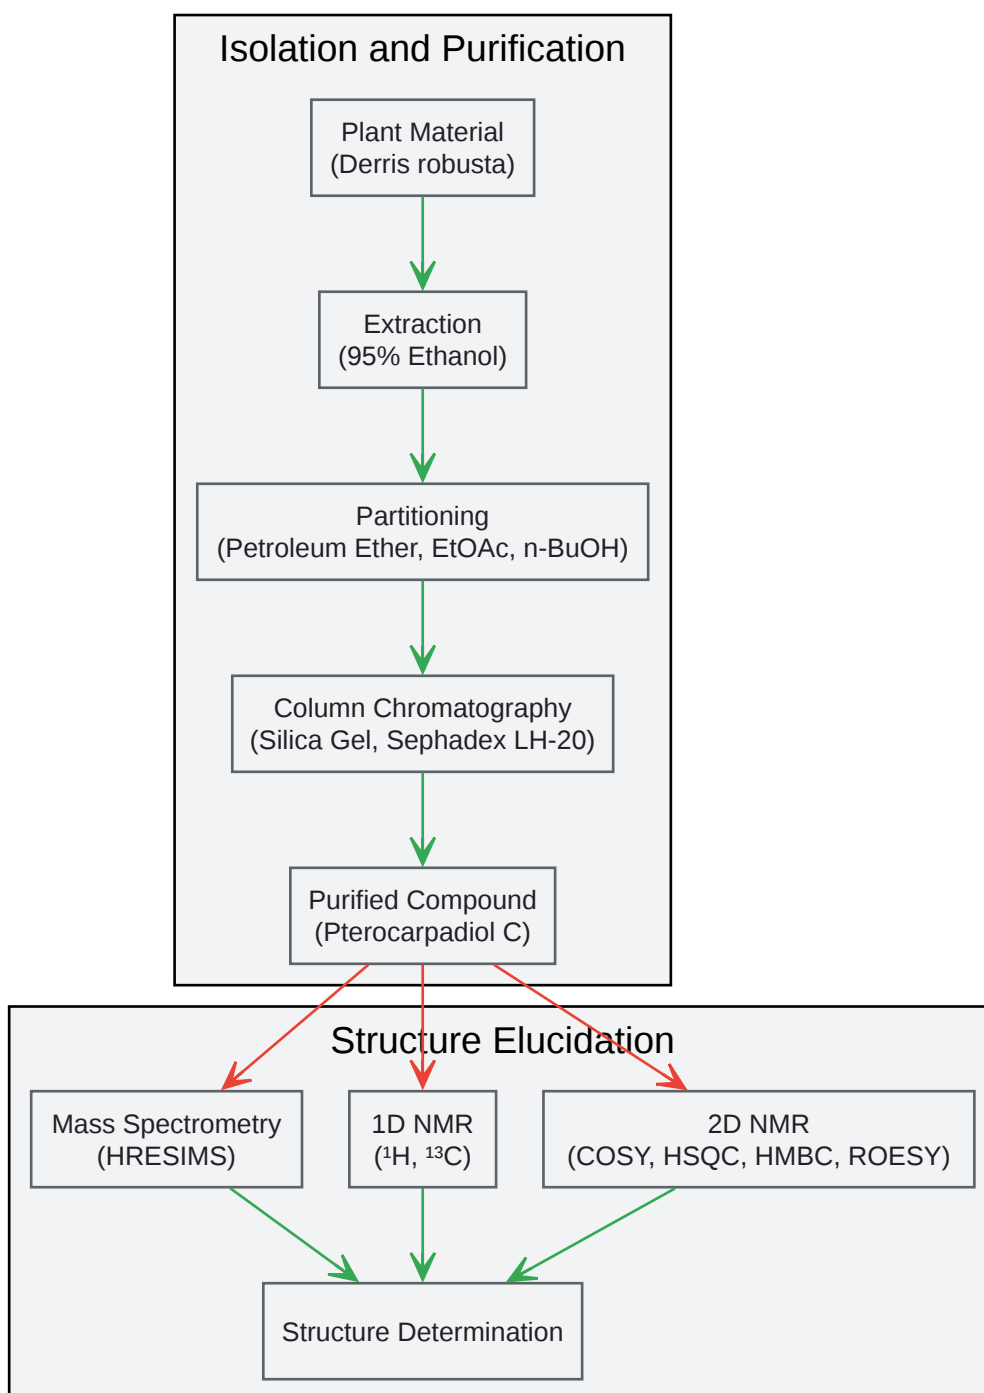 Isolation and Purification
Plant Material
(Derris robusta)
Extraction
(95% Ethanol)
Partitioning
(Petroleum Ether, EtOAc, n-BuOH)
Column Chromatography
(Silica Gel, Sephadex LH-20)
Purified Compound
(Pterocarpadiol C)
Structure Elucidation
Mass Spectrometry
(HRESIMS)
1D NMR
(¹H, ¹³C)
2D NMR
(COSY, HSQC, HMBC, ROESY)
Structure Determination